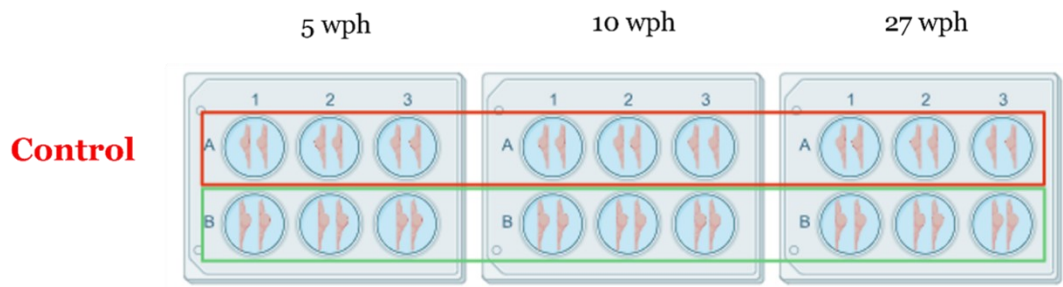 5 wph 10 wph 27 wph
1 2 3 1 2 3 1 2 3
Control
A A A
B B B